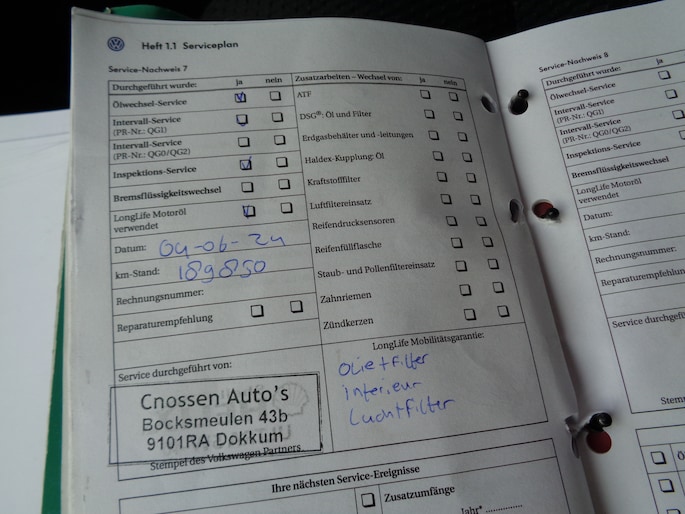 Heft 1.1 Serviceplan
Service-Nachweis 7
Durchgeführt wurde: ja nein
Ölwechsel-Service
Intervall-Service
(PR-Nr.: QG1)
Intervall-Service
(PR-Nr.: QG0/QG2)
Inspektions-Service
Bremsflüssigkeitswechsel
LongLife Motoröl
verwendet
Datum: 04-06-24
km-Stand: 189850
Rechnungsnummer:
Reparaturempfehlung
Service durchgeführt von:
Cnossen Auto's
Bocksmeulen 43b
9101RA Dokkum
Stempel des Volkswagen Partners
Zusatzarbeiten – Wechsel von: ja nein
ATF
DSG®: Öl und Filter
Erdgasbehälter und -leitungen
Haldex-Kupplung: Öl
Kraftstofffilter
Luftfiltereinsatz
Reifendrucksensoren
Reifenfüllflasche
Staub- und Pollenfiltereinsatz
Zahnriemen
Zündkerzen
LongLife Mobilitätsgarantie:
Olietfilter
interieur
Luchtfilter
Ihre nächsten Service-Ereignisse
Zusatzumfänge
Jahr*
Service-Nachweis 8
Durchgeführt wurde: ja
Ölwechsel-Service
Intervall-Service
(PR-Nr.: QG1)
Intervall-Service
(PR-Nr.: QG0/QG2)
Inspektions-Service
Bremsflüssigkeitswechsel
LongLife Motoröl
verwendet
Datum:
km-Stand:
Rechnungsnummer:
Reparaturempfehlung
Service durchgefü
Stemp